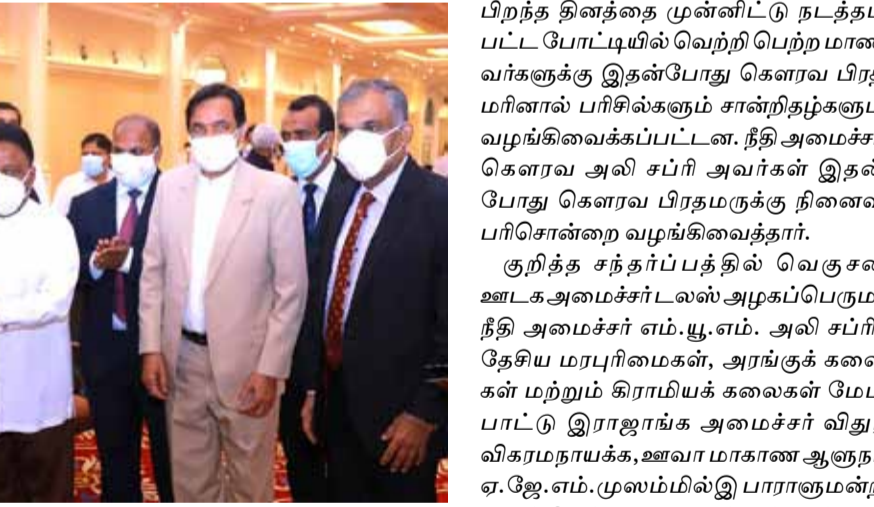 பிறந்த தினத்தை முன்னிட்டு நடத்தப்
பட்ட போட்டியில் வெற்றி பெற்ற மாண
வர்களுக்கு இதன்போது கௌரவ பிரத
மரினால் பரிசில்களும் சான்றிதழ்களும்
வழங்கிவைக்கப்பட்டன. நீதி அமைச்சர்
கௌரவ அலி சப்ரி அவர்கள் இதன்
போது கௌரவ பிரதமருக்கு நினைவு
பரிசொன்றை வழங்கிவைத்தார்.
குறித்த சந்தர்ப்பத்தில் வெகுசன
ஊடக அமைச்சர் டலஸ் அழகப்பெரும
நீதி அமைச்சர் எம்.யூ.எம். அலி சப்ரி
தேசிய மரபுரிமைகள், அரங்குக் கலை
கள் மற்றும் கிராமியக் கலைகள் மேம்
பாட்டு இராஜாங்க அமைச்சர் விதுர
விகரமநாயக்க,ஊவா மாகாண ஆளுநர்
ஏ.ஜே.எம்.முஸம்மில்இ பாராளுமன்ற